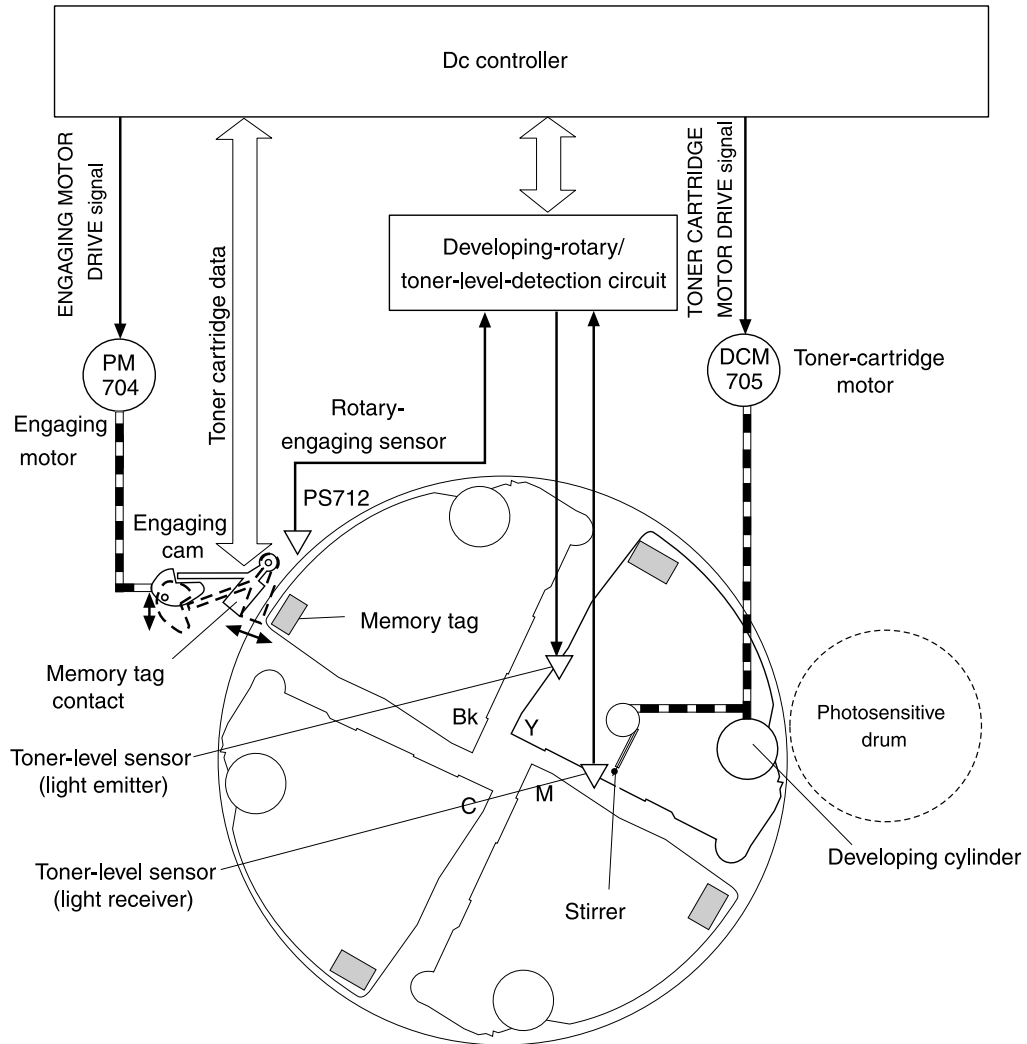 Dc controller
ENGAGING MOTOR
DRIVE signal
Toner cartridge data
Developing-rotary/
toner-level-detection circuit
TONER CARTRIDGE
MOTOR DRIVE signal
PM
704
Engaging
motor
DCM
705
Toner-cartridge
motor
Rotary-
engaging sensor
PS712
Engaging
cam
Memory tag
Memory tag
contact
Bk
Y
Photosensitive
drum
Toner-level sensor
(light emitter)
C
M
Developing cylinder
Toner-level sensor
(light receiver)
Stirrer